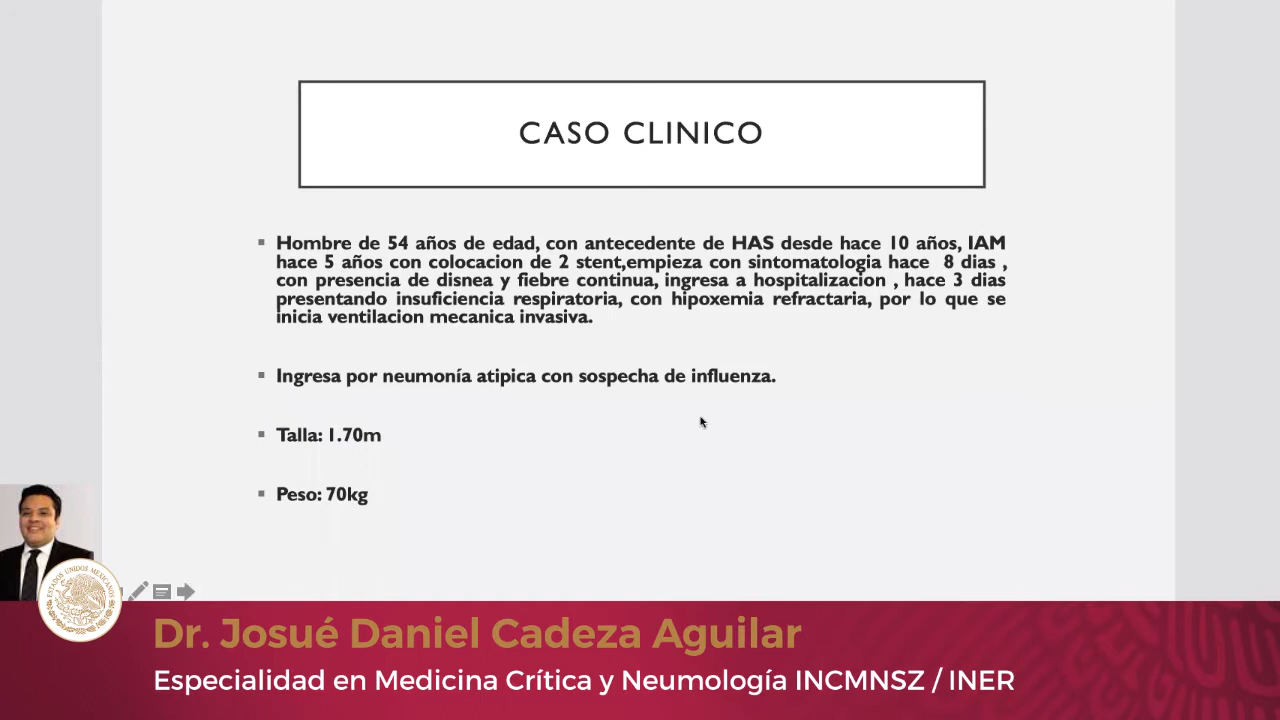 CASO CLINICO
Hombre de 54 años de edad, con antecedente de HAS desde hace 10 años, IAM
hace 5 años con colocacion de 2 stent,empieza con sintomatologia hace 8 dias ,
con presencia de disnea y fiebre continua, ingresa a hospitalizacion , hace 3 dias
presentando insuficiencia respiratoria, con hipoxemia refractaria, por lo que se
inicia ventilacion mecanica invasiva.
Ingresa por neumonía atipica con sospecha de influenza.
Talla: 1.70m
Peso: 70kg
ESTADOS UNIDOS MEXICANOS
Dr. Josué Daniel Cadeza Aguilar
Especialidad en Medicina Crítica y Neumología INCMNSZ / INER